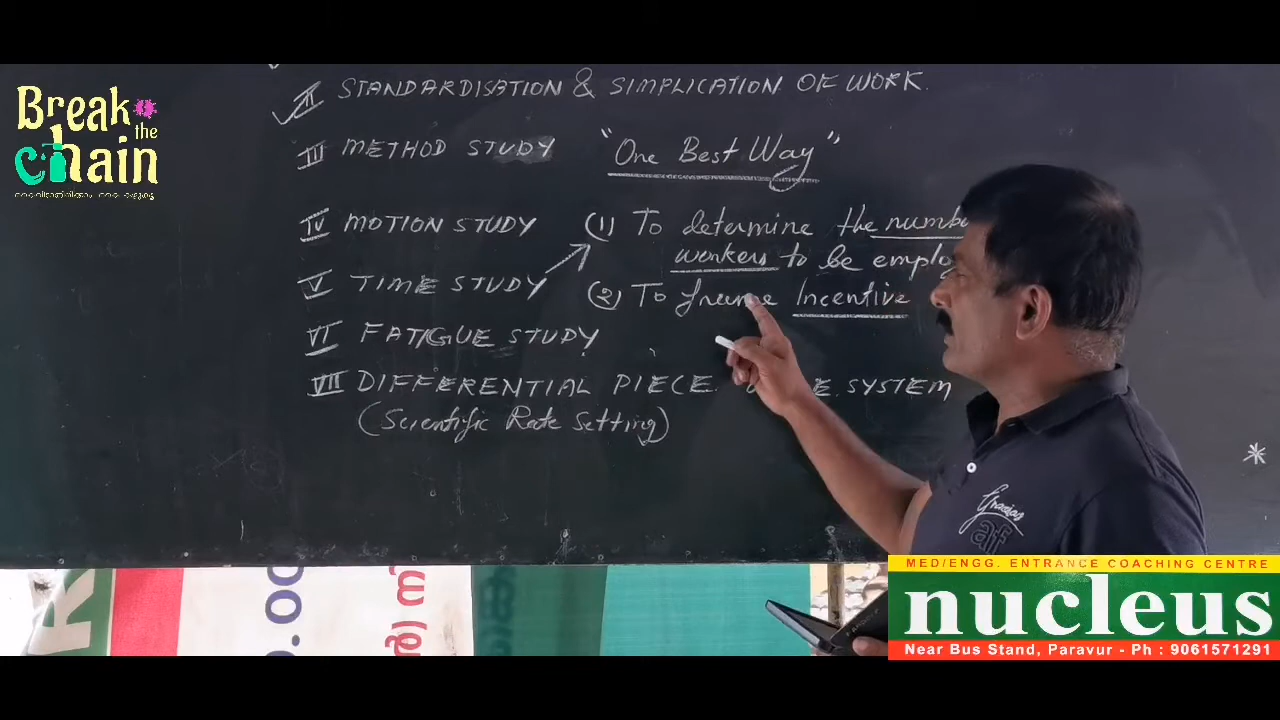 Break
the
chain
II STANDARDISATION & SIMPLICATION OF WORK.
III METHOD STUDY "One Best Way"
IV MOTION STUDY (1) To determine the
workers to be
V TIME STUDY (2) To frame Incentive
VI FATIGUE STUDY
VII DIFFERENTIAL PIECE SYSTEM
(Scientific Rate Setting)
*
Gracias
aff
MED/ENGG. ENTRANCE COACHING CENTRE
nucleus
Near Bus Stand, Paravur - Ph : 9061571291